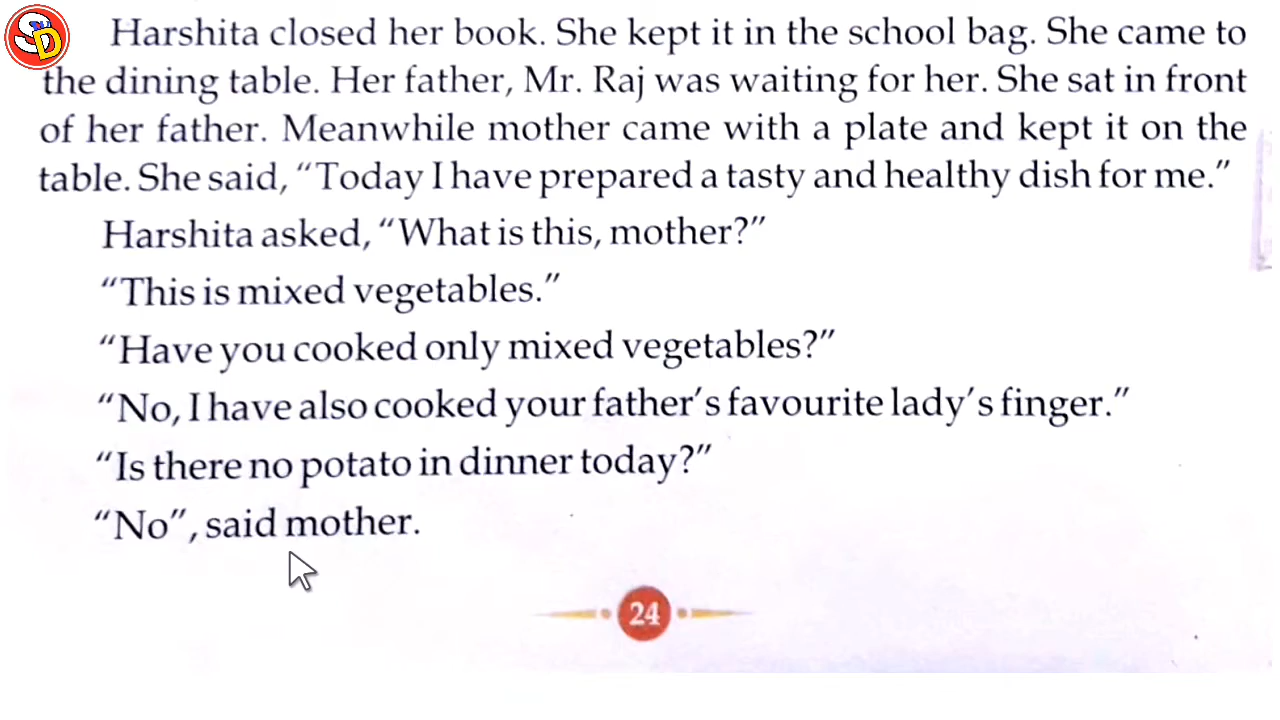 SD
Harshita closed her book. She kept it in the school bag. She came to
the dining table. Her father, Mr. Raj was waiting for her. She sat in front
of her father. Meanwhile mother came with a plate and kept it on the
table. She said, “Today I have prepared a tasty and healthy dish for me.”
Harshita asked, “What is this, mother?”
“This is mixed vegetables.”
“Have you cooked only mixed vegetables?”
“No, I have also cooked your father’s favourite lady’s finger.”
“Is there no potato in dinner today?”
“No”, said mother.
24